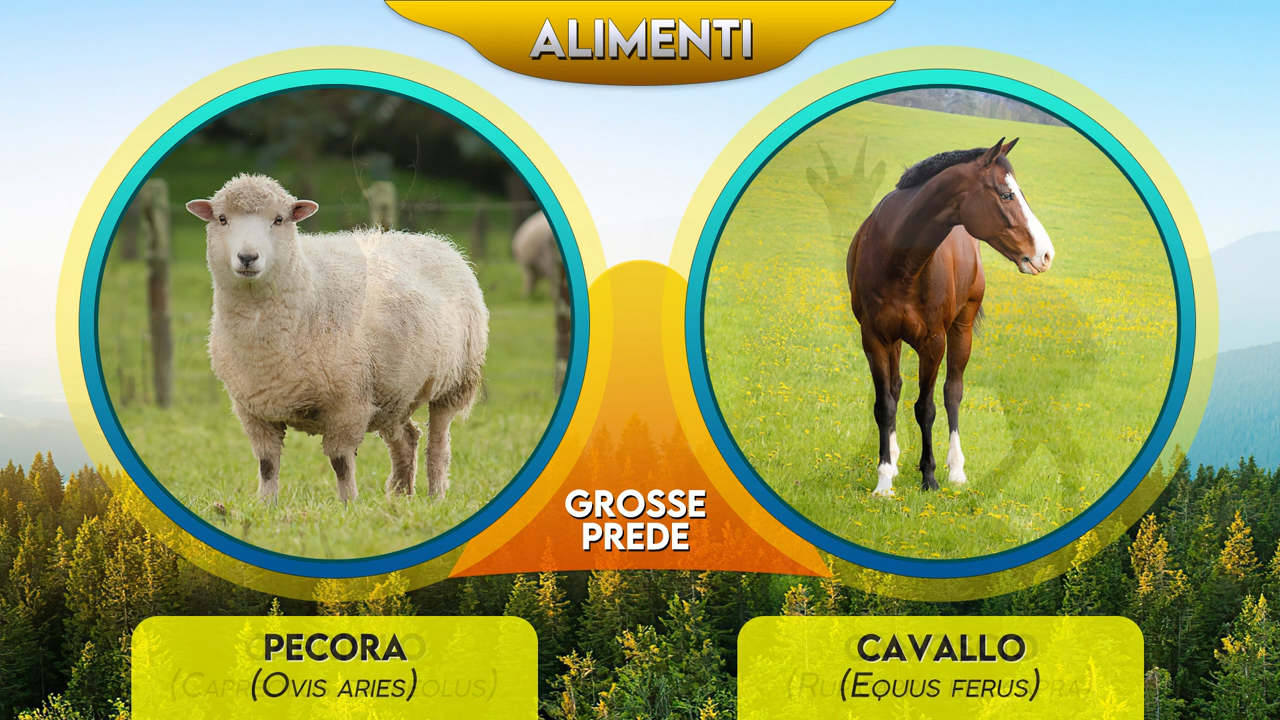 ALIMENTI
GROSSE
PREDE
PECORA
(Ovis aries)
CAVALLO
(Equus ferus)